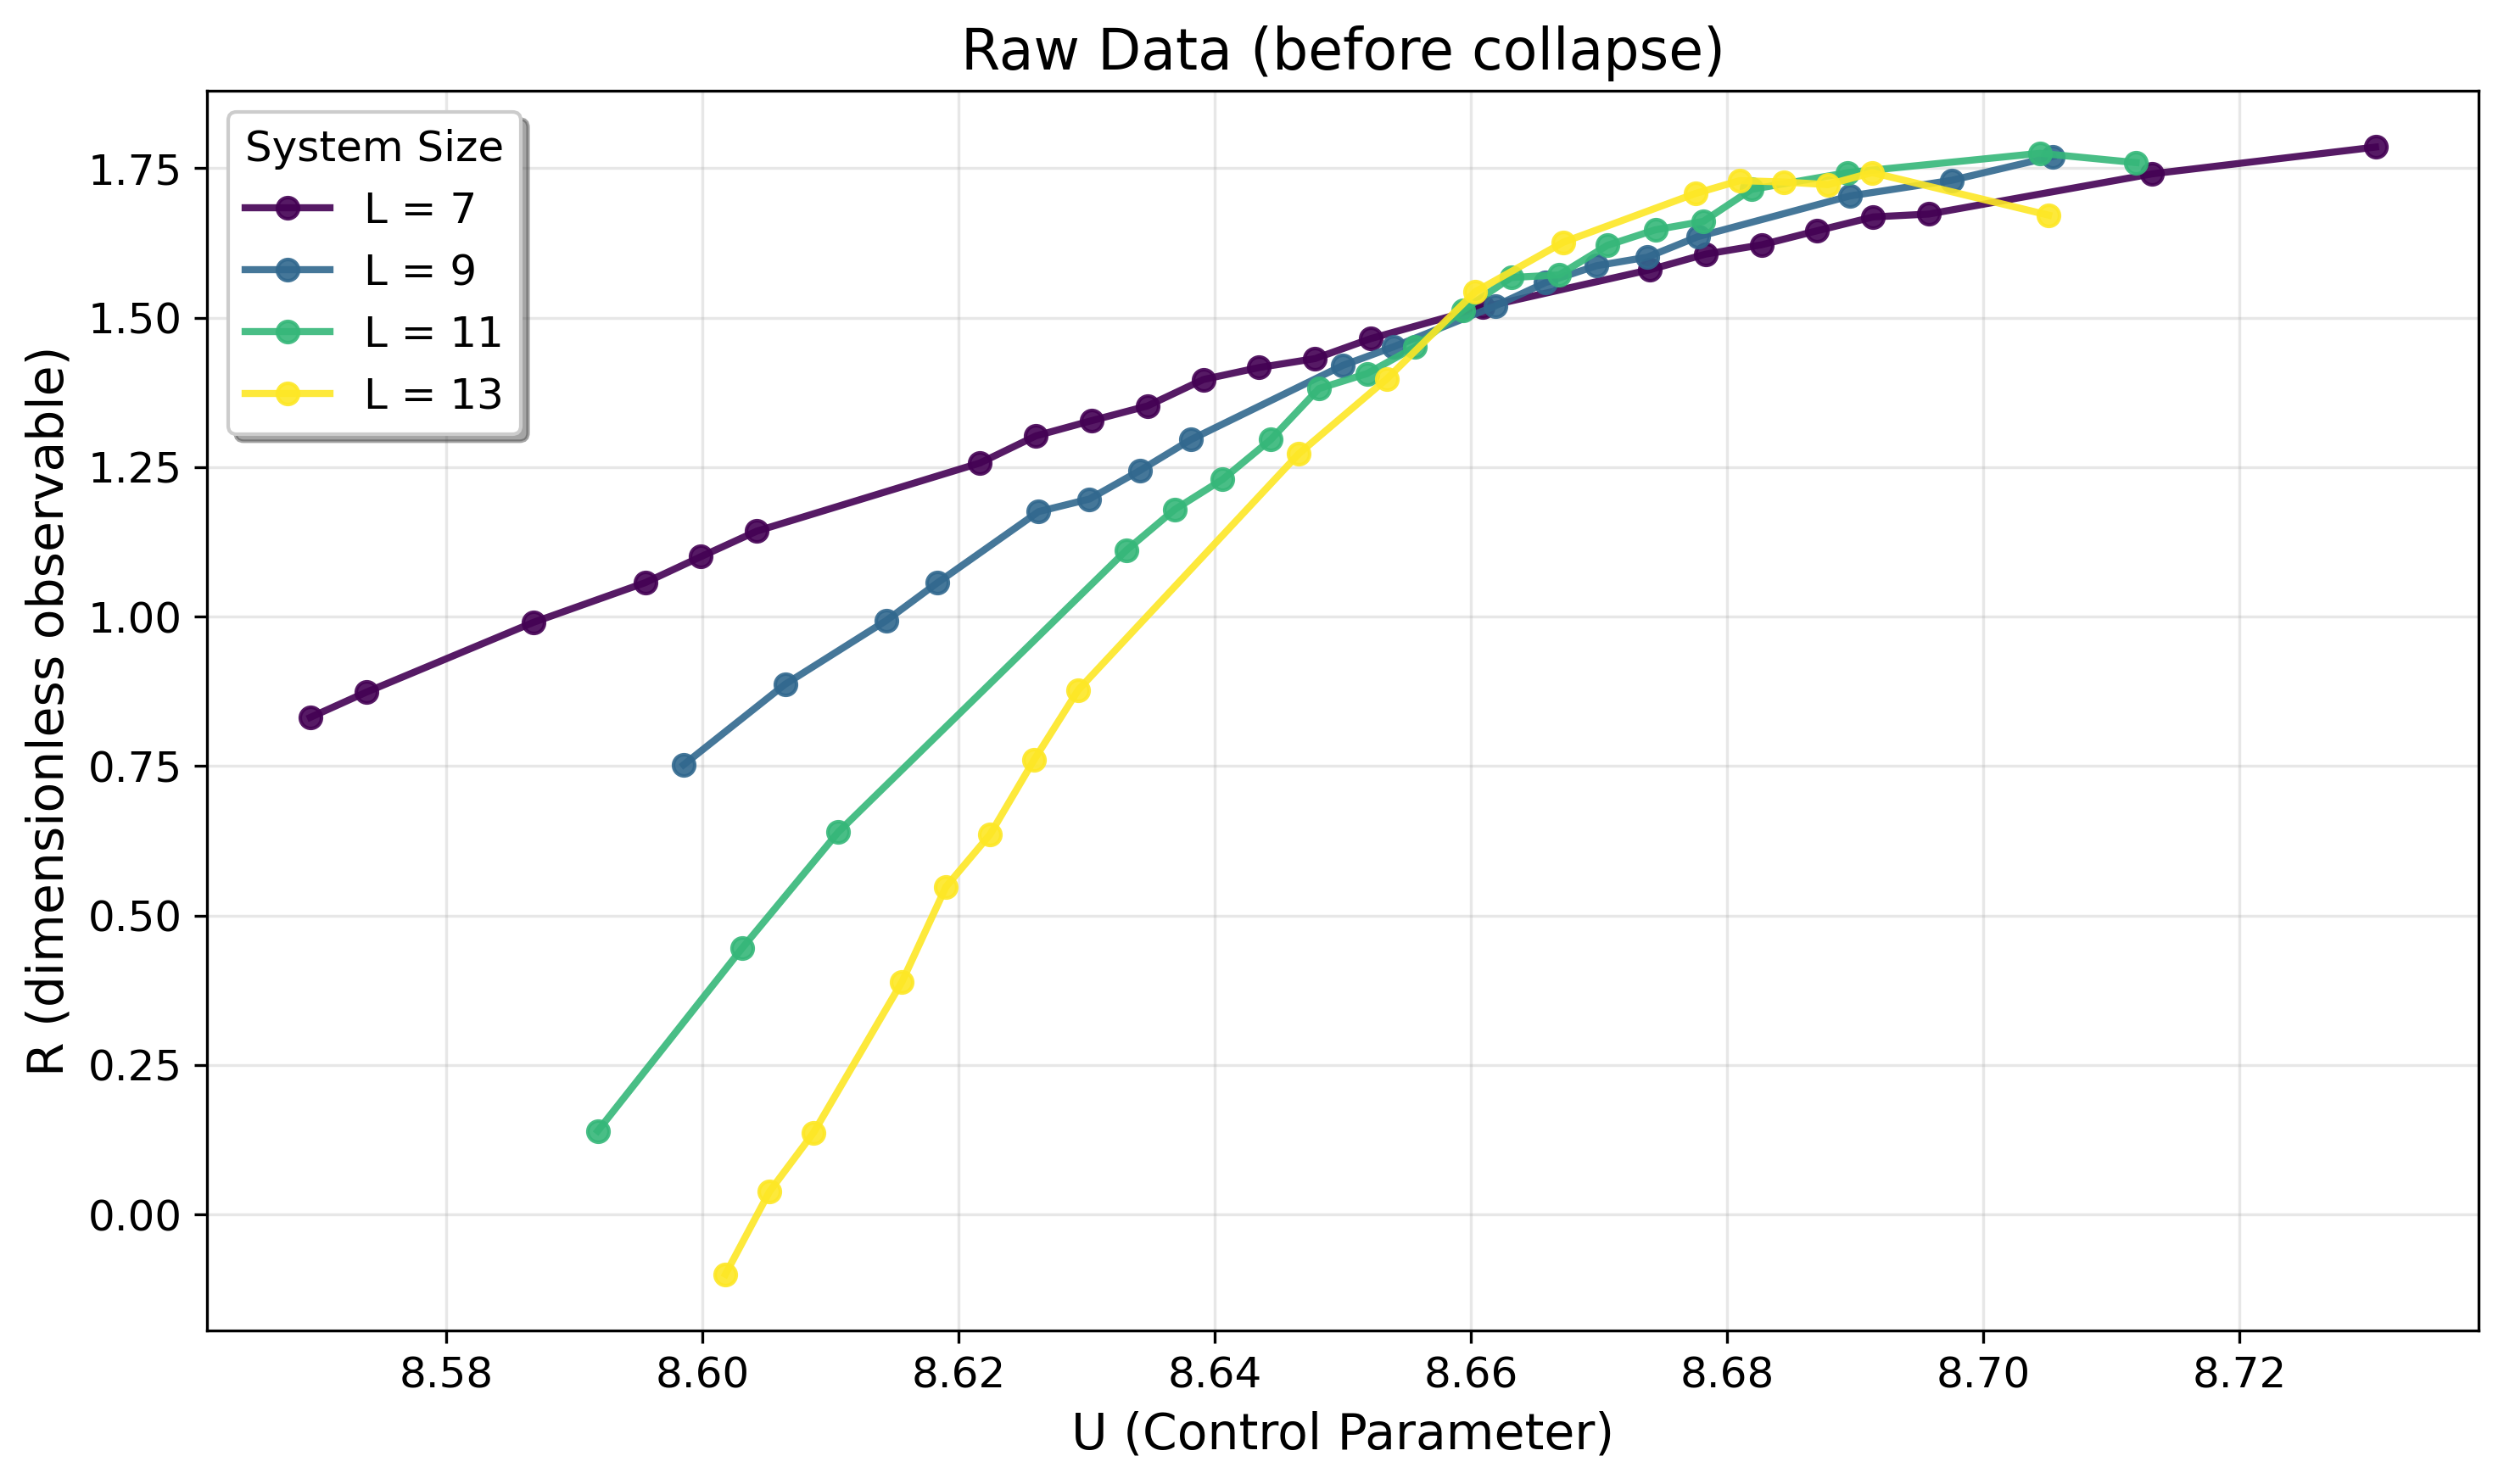 Raw Data (before collapse)
System Size
L = 7
L = 9
L = 11
L = 13
R (dimensionless observable)
1.75
1.50
1.25
1.00
0.75
0.50
0.25
0.00
8.58 8.60 8.62 8.64 8.66 8.68 8.70 8.72
U (Control Parameter)